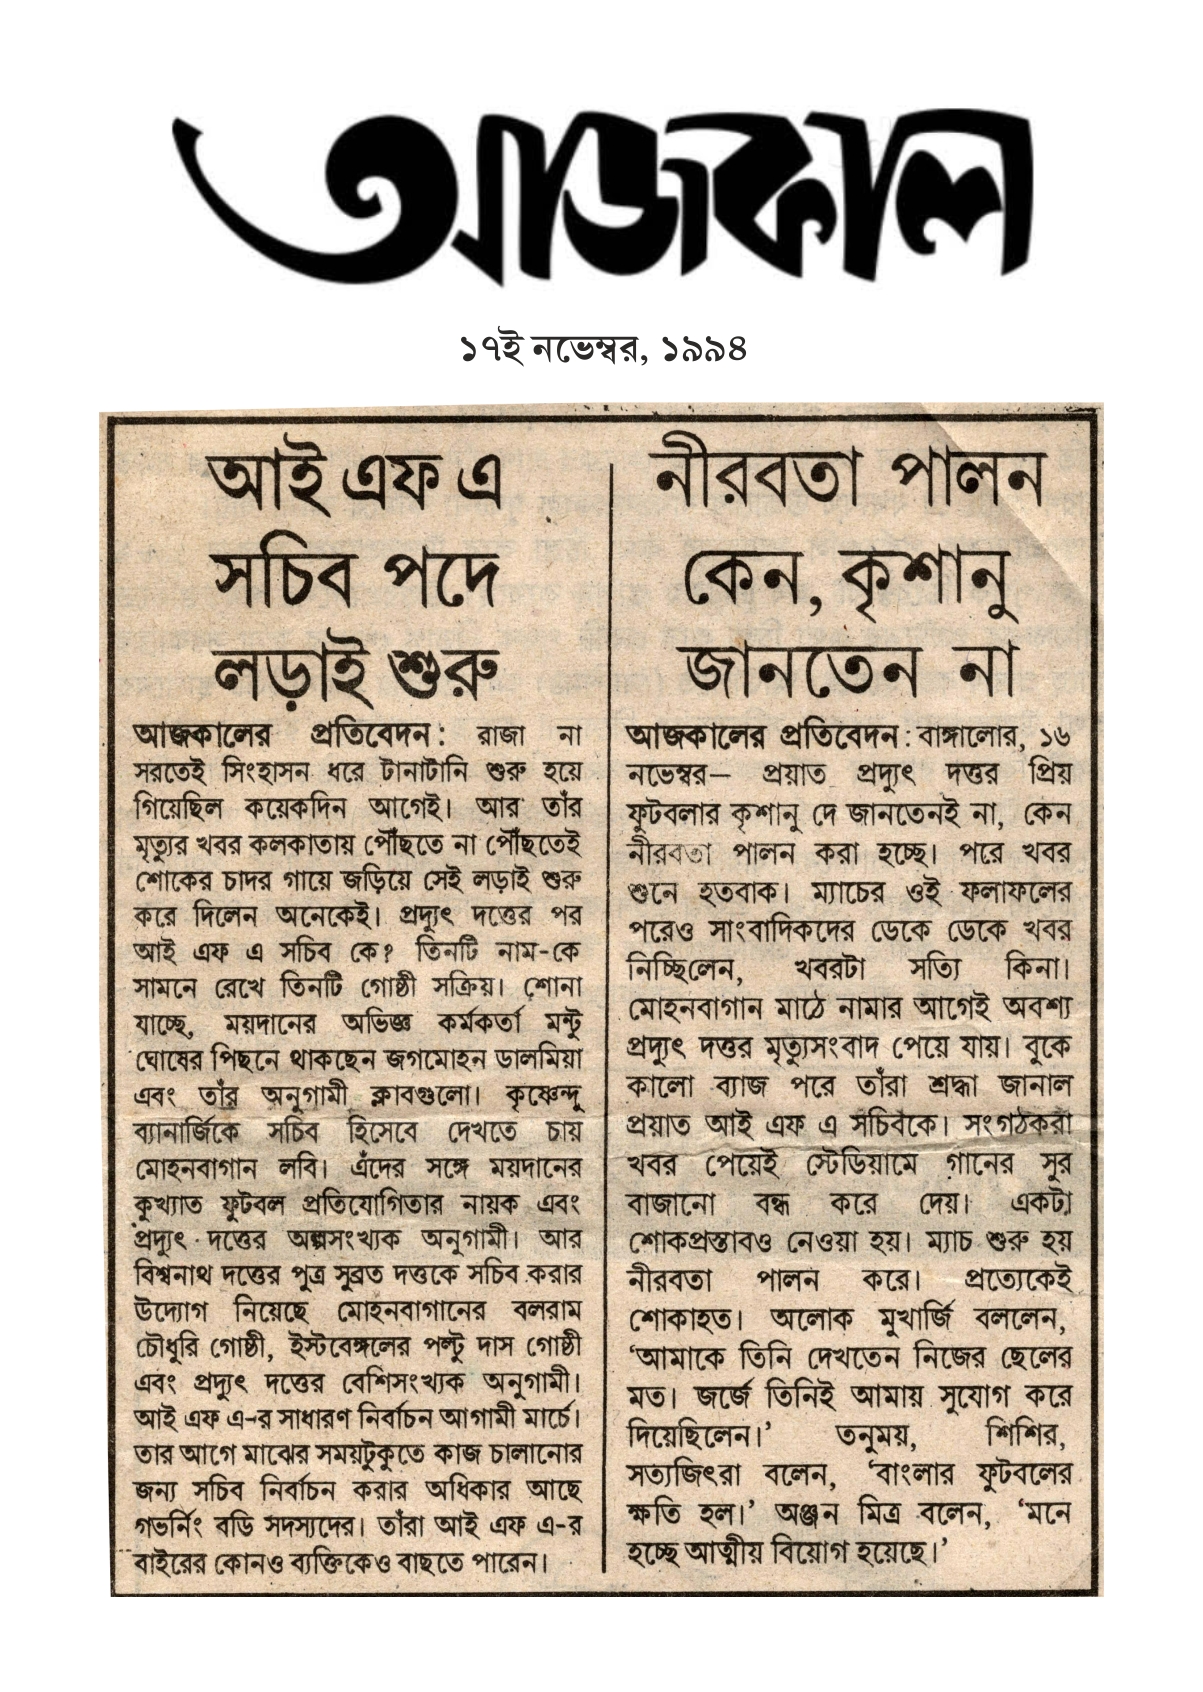 আজকাল
১৭ই নভেম্বর, ১৯৯৪
আই এফ এ
সচিব পদে
লড়াই শুরু
আজকালের প্রতিবেদন: রাজা না
সরতেই সিংহাসন ধরে টানাটানি শুরু হয়ে
গিয়েছিল কয়েকদিন আগেই। আর তাঁর
মৃত্যুর খবর কলকাতায় পৌঁছতে না পৌঁছতেই
শোকের চাদর গায়ে জড়িয়ে সেই লড়াই শুরু
করে দিলেন অনেকেই। প্রদ্যুৎ দত্তের পর
আই এফ এ সচিব কে? তিনটি নাম-কে
সামনে রেখে তিনটি গোষ্ঠী সক্রিয়। শোনা
যাচ্ছে, ময়দানের অভিজ্ঞ কর্মকর্তা মন্টু
ঘোষের পিছনে থাকছেন জগমোহন ডালমিয়া
এবং তাঁর অনুগামী ক্লাবগুলো। কৃষ্ণেন্দু
ব্যানার্জিকে সচিব হিসেবে দেখতে চায়
মোহনবাগান লবি। এঁদের সঙ্গে ময়দানের
কুখ্যাত ফুটবল প্রতিযোগিতার নায়ক এবং
প্রদ্যুৎ দত্তের অল্পসংখ্যক অনুগামী। আর
বিশ্বনাথ দত্তের পুত্র সুব্রত দত্তকে সচিব করার
উদ্যোগ নিয়েছে মোহনবাগানের বলরাম
চৌধুরি গোষ্ঠী, ইস্টবেঙ্গলের পল্টু দাস গোষ্ঠী
এবং প্রদ্যুৎ দত্তের বেশিসংখ্যক অনুগামী।
আই এফ এ-র সাধারণ নির্বাচন আগামী মার্চে।
তার আগে মাঝের সময়টুকুতে কাজ চালানোর
জন্য সচিব নির্বাচন করার অধিকার আছে
গভর্নিং বডি সদস্যদের। তাঁরা আই এফ এ-র
বাইরের কোনও ব্যক্তিকেও বাছতে পারেন।
নীরবতা পালন
কেন, কৃশানু
জানতেন না
আজকালের প্রতিবেদন: বাঙ্গালোর, ১৬
নভেম্বর— প্রয়াত প্রদ্যুৎ দত্তর প্রিয়
ফুটবলার কৃশানু দে জানতেনই না, কেন
নীরবতা পালন করা হচ্ছে। পরে খবর
শুনে হতবাক। ম্যাচের ওই ফলাফলের
পরেও সাংবাদিকদের ডেকে ডেকে খবর
নিচ্ছিলেন, খবরটা সত্যি কিনা।
মোহনবাগান মাঠে নামার আগেই অবশ্য
প্রদ্যুৎ দত্তর মৃত্যুসংবাদ পেয়ে যায়। বুকে
কালো ব্যাজ পরে তাঁরা শ্রদ্ধা জানাল
প্রয়াত আই এফ এ সচিবকে। সংগঠকরা
খবর পেয়েই স্টেডিয়ামে গানের সুর
বাজানো বন্ধ করে দেয়। একটা
শোকপ্রস্তাবও নেওয়া হয়। ম্যাচ শুরু হয়
নীরবতা পালন করে। প্রত্যেকেই
শোকাহত। অলোক মুখার্জি বললেন,
‘আমাকে তিনি দেখতেন নিজের ছেলের
মত। জর্জে তিনিই আমায় সুযোগ করে
দিয়েছিলেন।’ তনুময়, শিশির,
সত্যজিৎরা বলেন, ‘বাংলার ফুটবলের
ক্ষতি হল।’ অঞ্জন মিত্র বলেন, ‘মনে
হচ্ছে আত্মীয় বিয়োগ হয়েছে।’